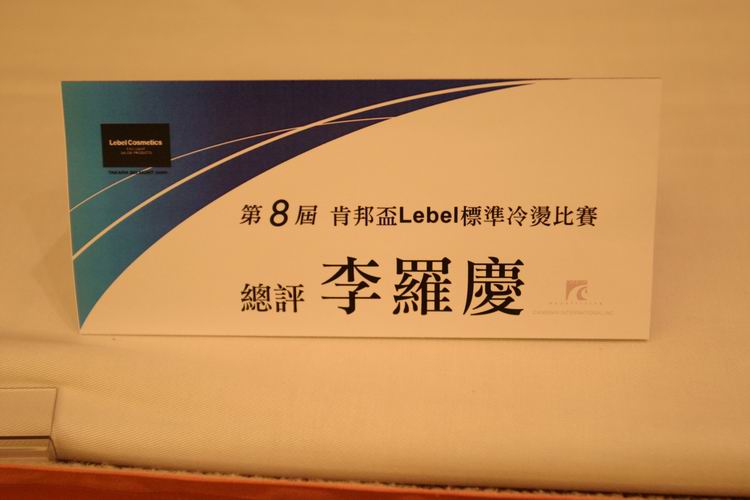 Lebel Cosmetics
第8屆 肯邦盃Lebel標準冷燙比賽
總評 李羅慶